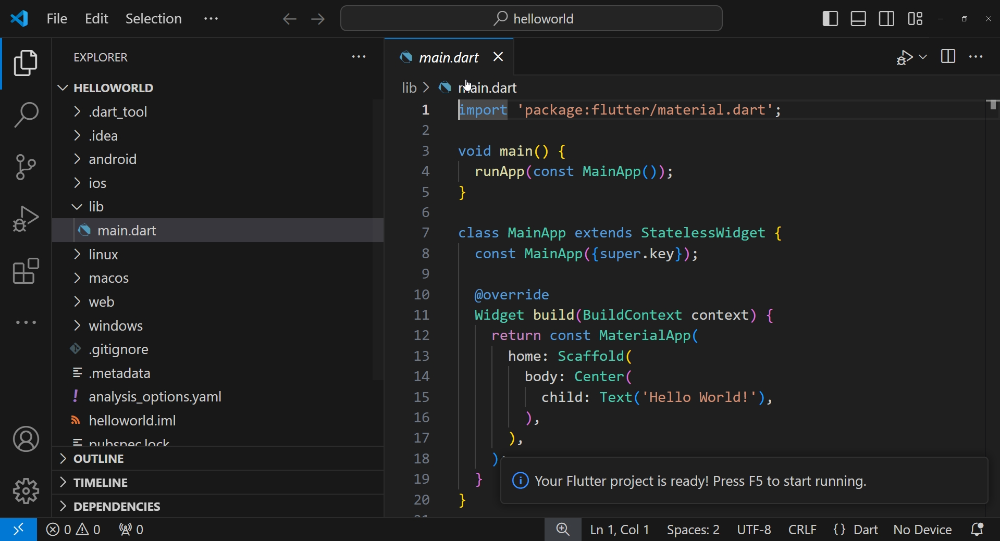 File Edit Selection ···
helloworld
EXPLORER
HELLOWORLD
.dart_tool
.idea
android
ios
lib
main.dart
linux
macos
web
windows
.gitignore
.metadata
analysis_options.yaml
helloworld.iml
pubspec.lock
OUTLINE
TIMELINE
DEPENDENCIES
main.dart
lib > main.dart
1 import 'package:flutter/material.dart';
2
3 void main() {
4 runApp(const MainApp());
5 }
6
7 class MainApp extends StatelessWidget {
8 const MainApp({super.key});
9
10 @override
11 Widget build(BuildContext context) {
12 return const MaterialApp(
13 home: Scaffold(
14 body: Center(
15 child: Text('Hello World!'),
16 ),
17 ),
18 );
19 }
20 }
21
Your Flutter project is ready! Press F5 to start running.
0 0 0
Ln 1, Col 1 Spaces: 2 UTF-8 CRLF {} Dart No Device